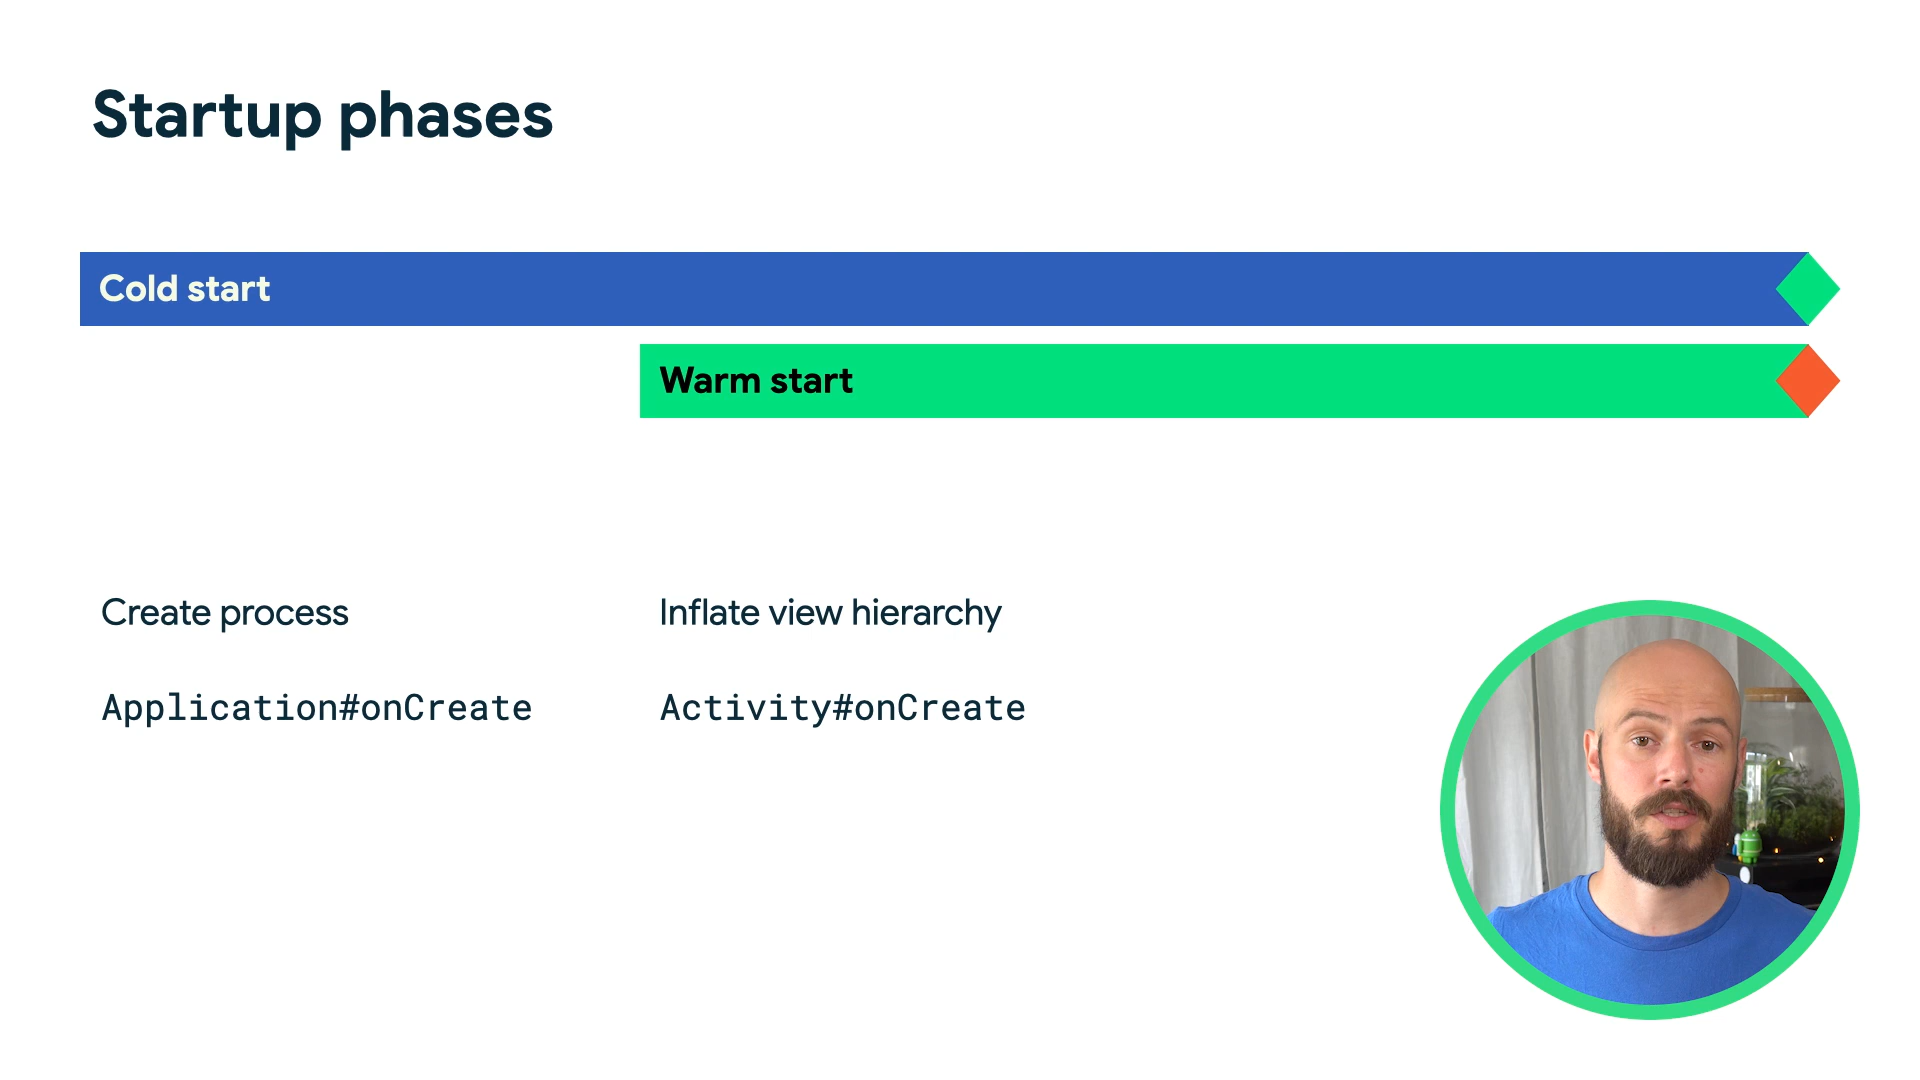 Startup phases
Cold start
Warm start
Create process
Inflate view hierarchy
Application#onCreate
Activity#onCreate